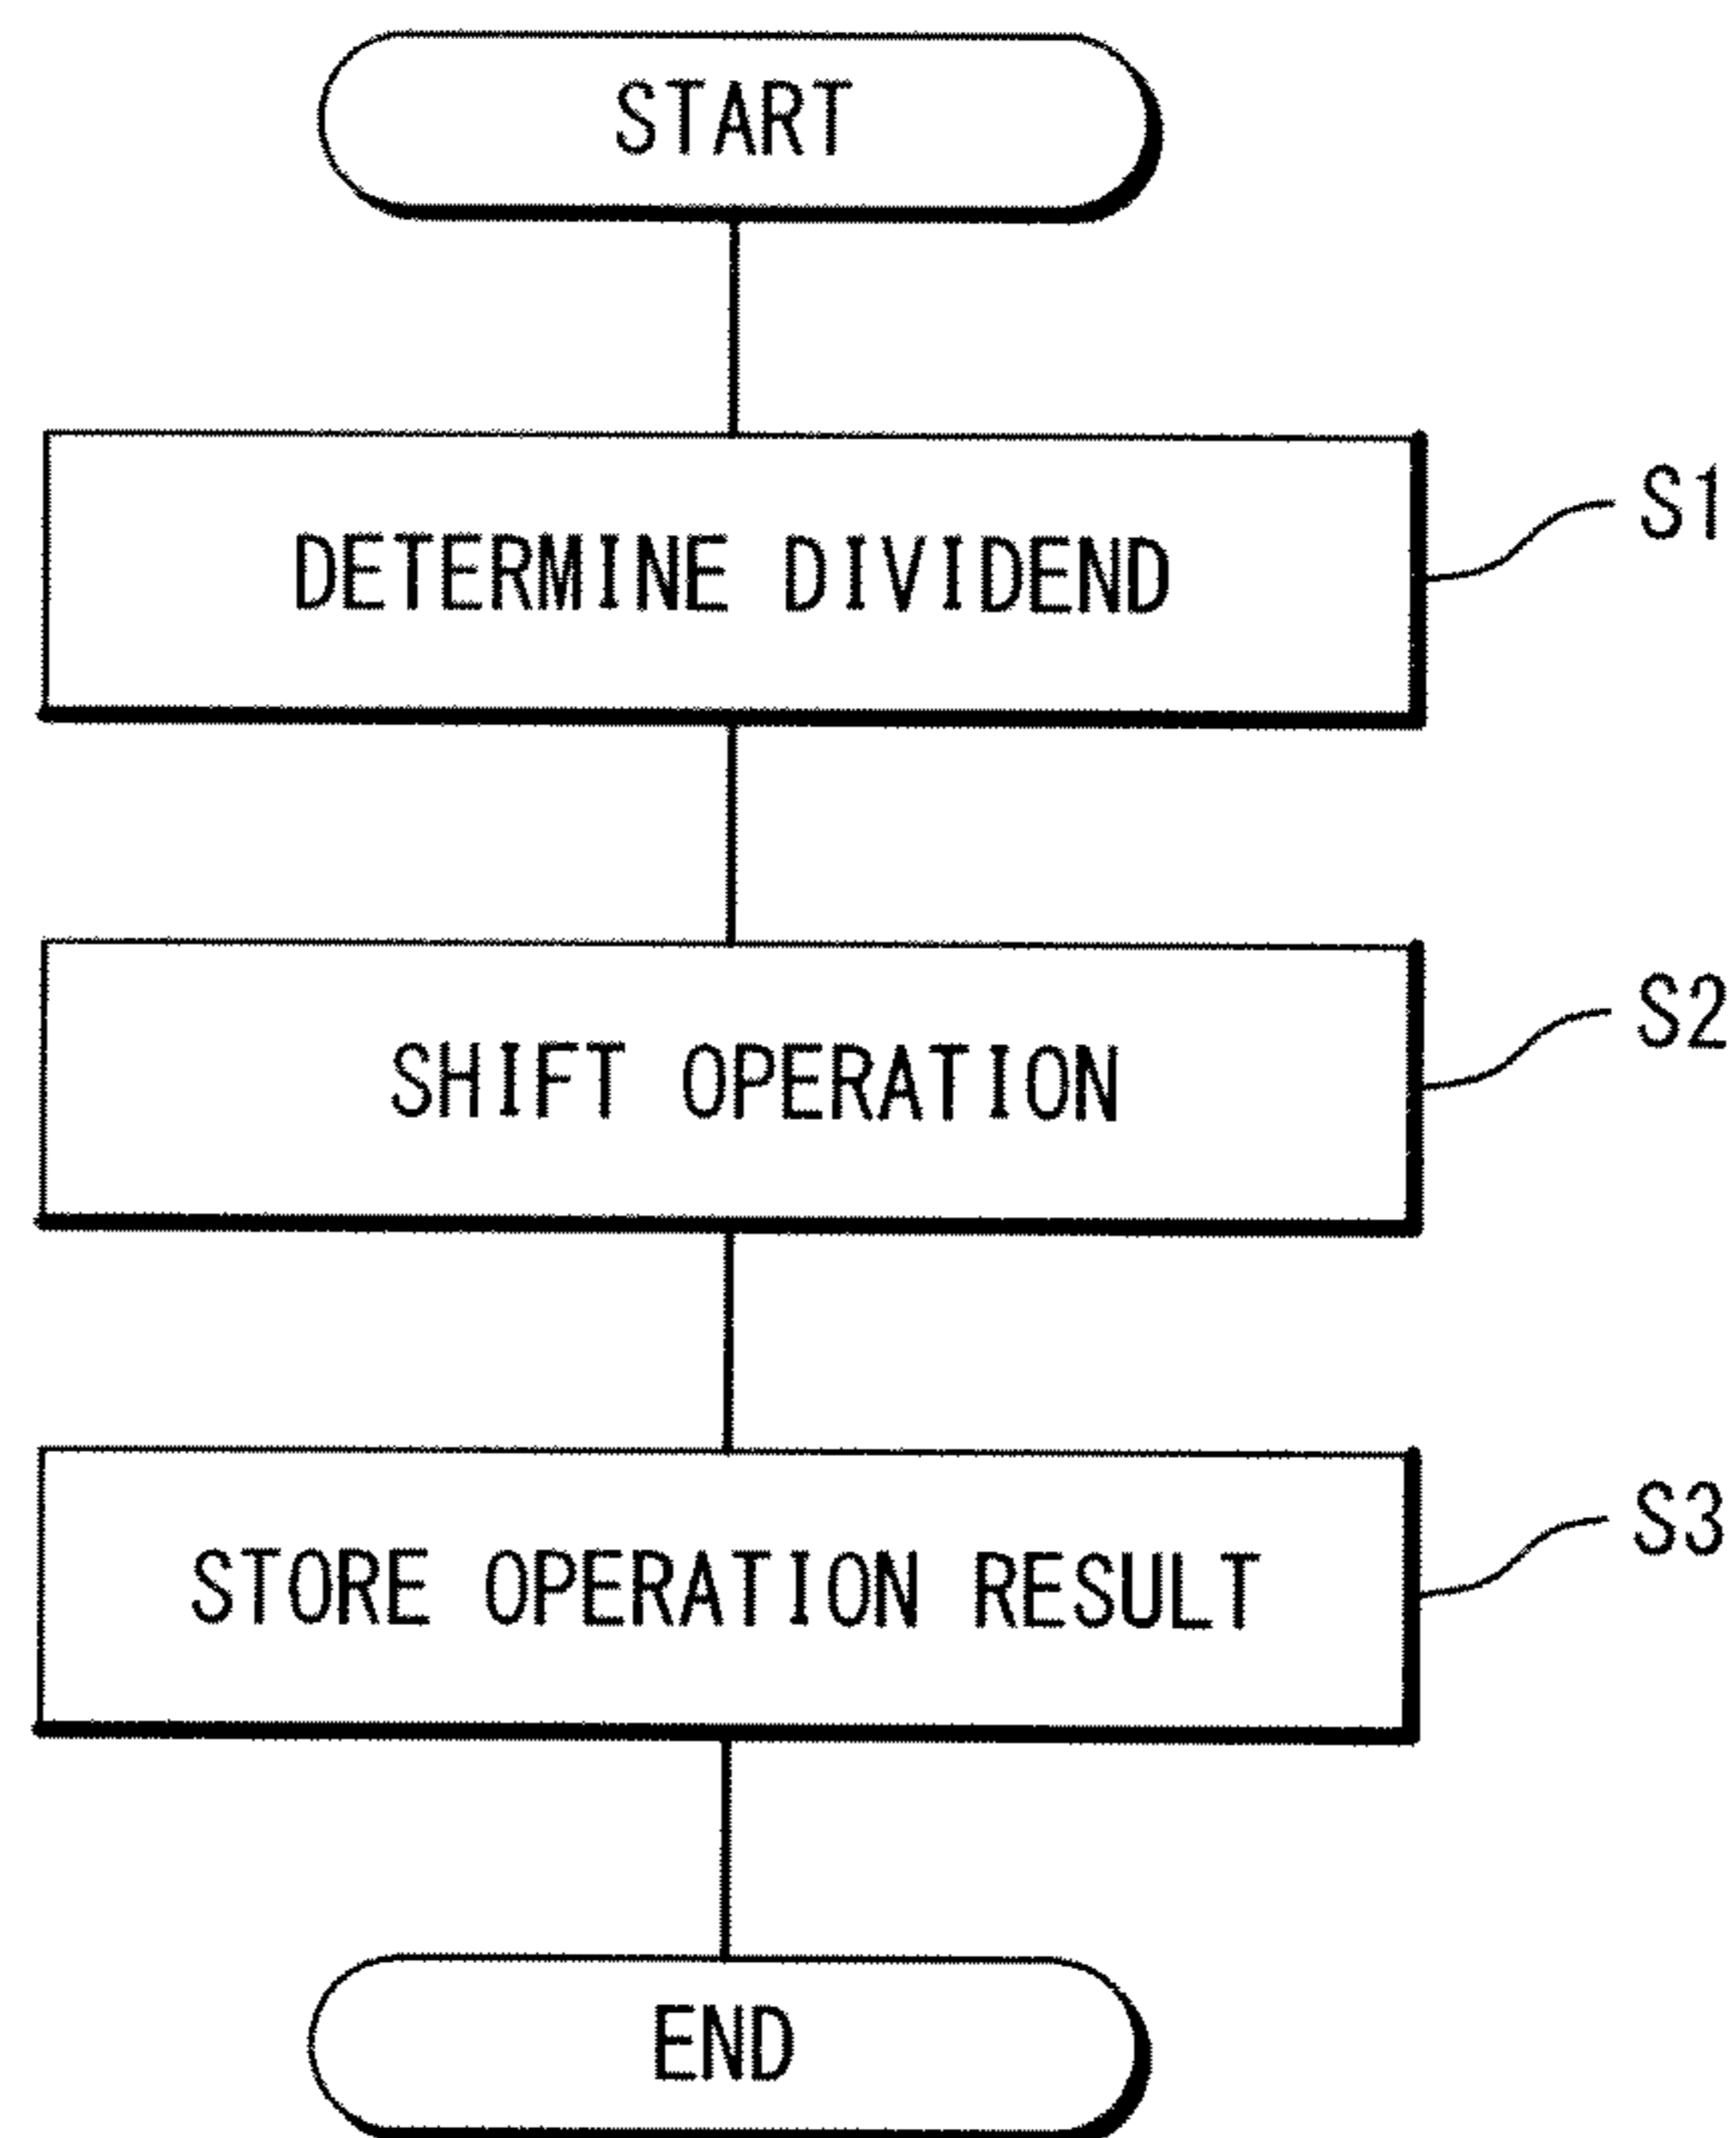 START
DETERMINE DIVIDEND
S1
SHIFT OPERATION
S2
STORE OPERATION RESULT
S3
END